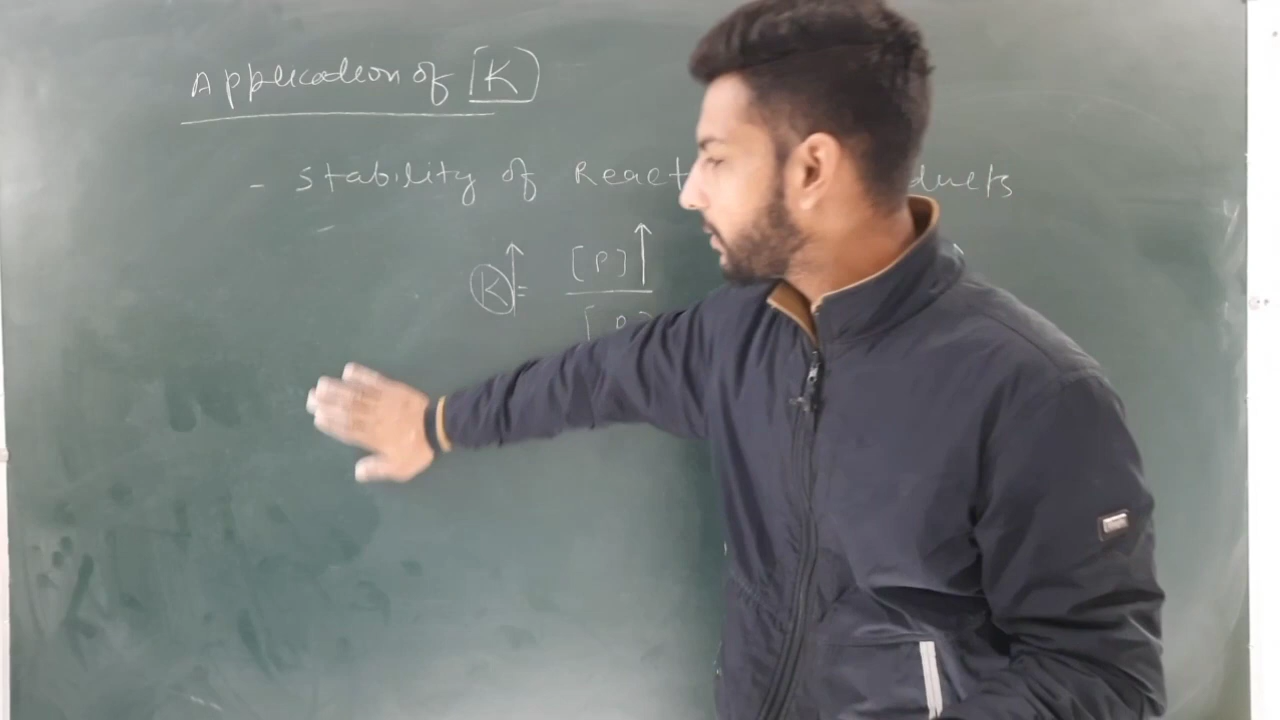 Application of [K]
- Stability of React ducts
K ↑ = [P] ↑
[R]